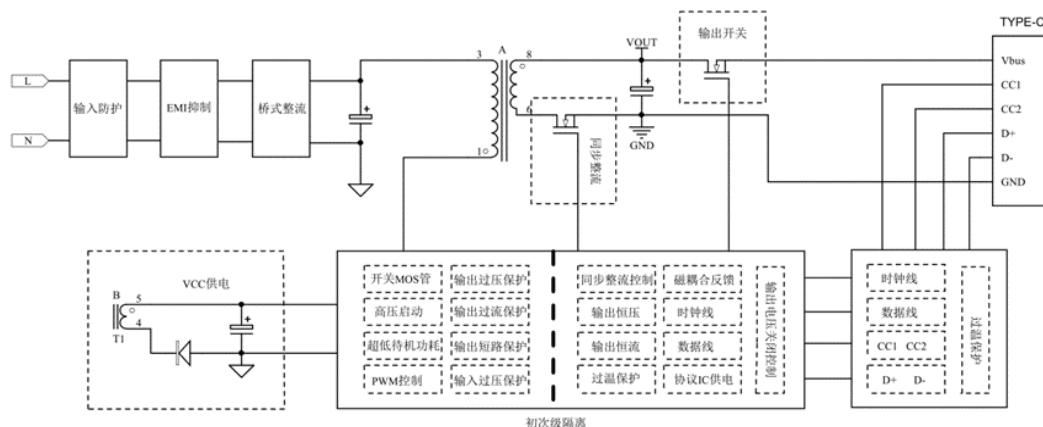 TYPE-C
输出开关
VOUT
3
A
8
L
输入防护
EMI抑制
桥式整流
N
+
+
1
6
GND
同步整流
Vbus
CC1
CC2
D+
D-
GND
VCC供电
B
5
4
T1
+
开关MOS管
输出过压保护
高压启动
输出过流保护
超低待机功耗
输出短路保护
PWM控制
输入过压保护
同步整流控制
磁耦合反馈
输出恒压
时钟线
输出恒流
数据线
过温保护
协议IC供电
输出电压关闭控制
时钟线
数据线
CC1 CC2
D+ D-
过温保护
初次级隔离